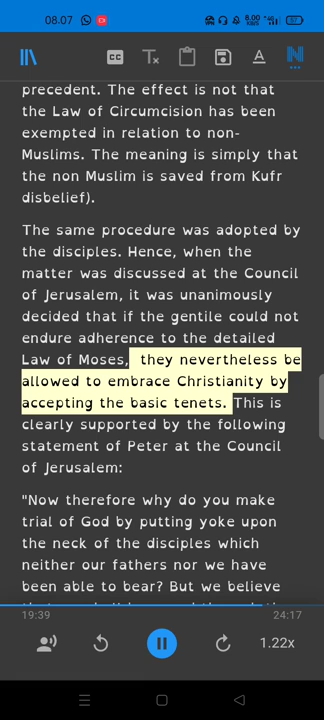 08.07
8.00
KB/S
CC
A
N
precedent. The effect is not that
the Law of Circumcision has been
exempted in relation to non-
Muslims. The meaning is simply that
the non Muslim is saved from Kufr
disbelief).
The same procedure was adopted by
the disciples. Hence, when the
matter was discussed at the Council
of Jerusalem, it was unanimously
decided that if the gentile could not
endure adherence to the detailed
Law of Moses, they nevertheless be
allowed to embrace Christianity by
accepting the basic tenets. This is
clearly supported by the following
statement of Peter at the Council
of Jerusalem:
"Now therefore why do you make
trial of God by putting yoke upon
the neck of the disciples which
neither our fathers nor we have
been able to bear? But we believe
19:39
24:17
1.22x